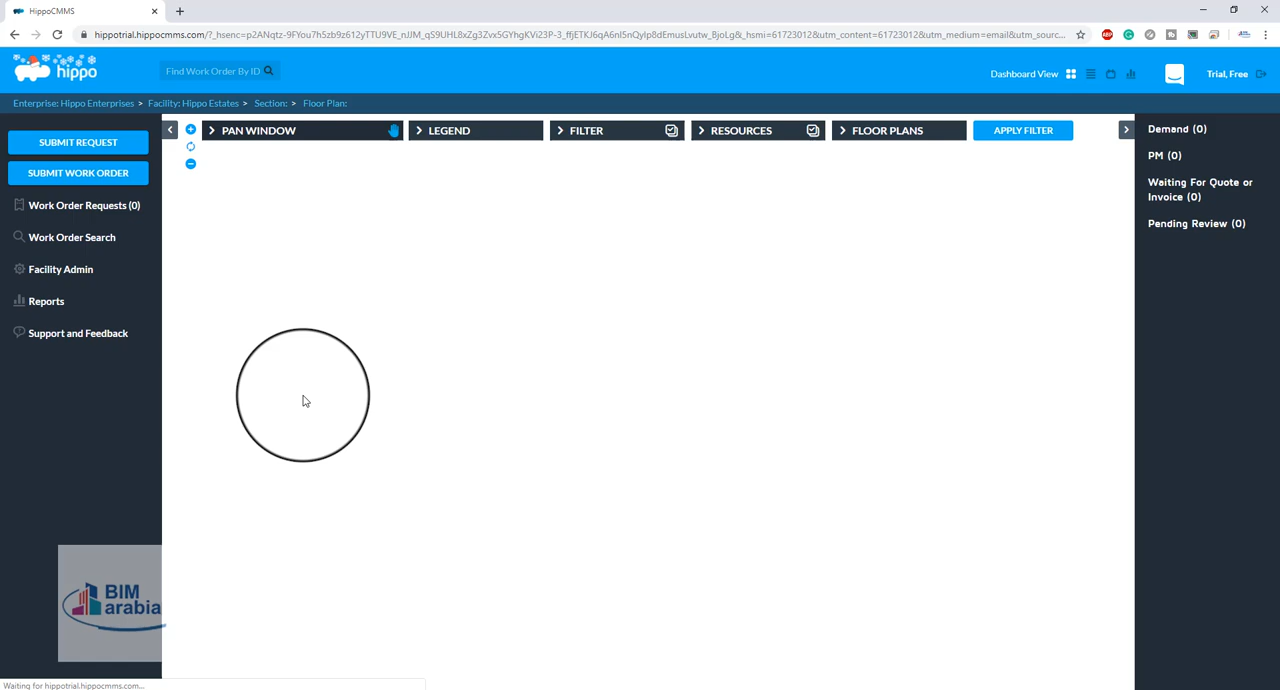 HippoCMMS
hippotrial.hippocmms.com/?_hsenc=p2ANqtz-9FYou7h5zb9z612yTTU9VE_nJJM_qS9UHL8xZg3Zvx5GYhgKVi23P-3_ffjETKJ6qA6nl5nQylp8dEmusLvutw_BjoLg&_hsmi=61723012&utm_content=61723012&utm_medium=email&utm_sourc...
hippo
Find Work Order By ID
Dashboard View
Trial, Free
Enterprise: Hippo Enterprises > Facility: Hippo Estates > Section: > Floor Plan:
SUBMIT REQUEST
SUBMIT WORK ORDER
Work Order Requests (0)
Work Order Search
Facility Admin
Reports
Support and Feedback
PAN WINDOW
LEGEND
FILTER
RESOURCES
FLOOR PLANS
APPLY FILTER
Demand (0)
PM (0)
Waiting For Quote or
Invoice (0)
Pending Review (0)
BIM
arabia
Waiting for hippotrial.hippocmms.com...
ABP